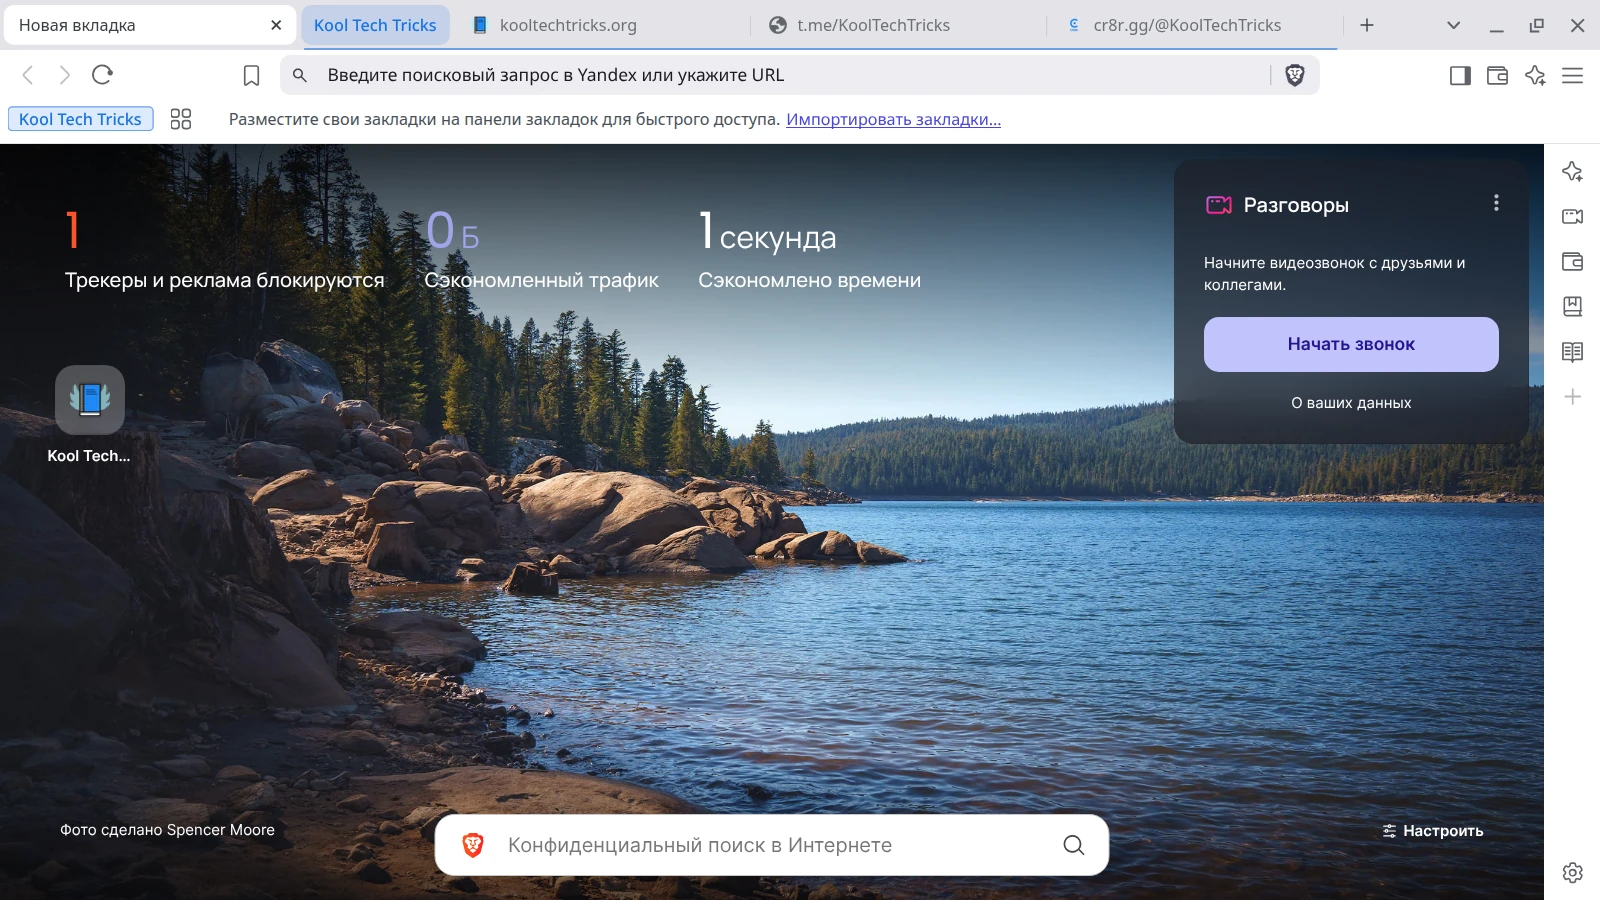 Новая вкладка
Kool Tech Tricks
kooltechtricks.org
t.me/KoolTechTricks
cr8r.gg/@KoolTechTricks
Введите поисковый запрос в Yandex или укажите URL
Kool Tech Tricks
Разместите свои закладки на панели закладок для быстрого доступа. Импортировать закладки...
1
Трекеры и реклама блокируются
0 Б
Сэкономленный трафик
1 секунда
Сэкономлено времени
Разговоры
Начните видеозвонок с друзьями и
коллегами.
Начать звонок
О ваших данных
Kool Tech...
Фото сделано Spencer Moore
Конфиденциальный поиск в Интернете
Настроить